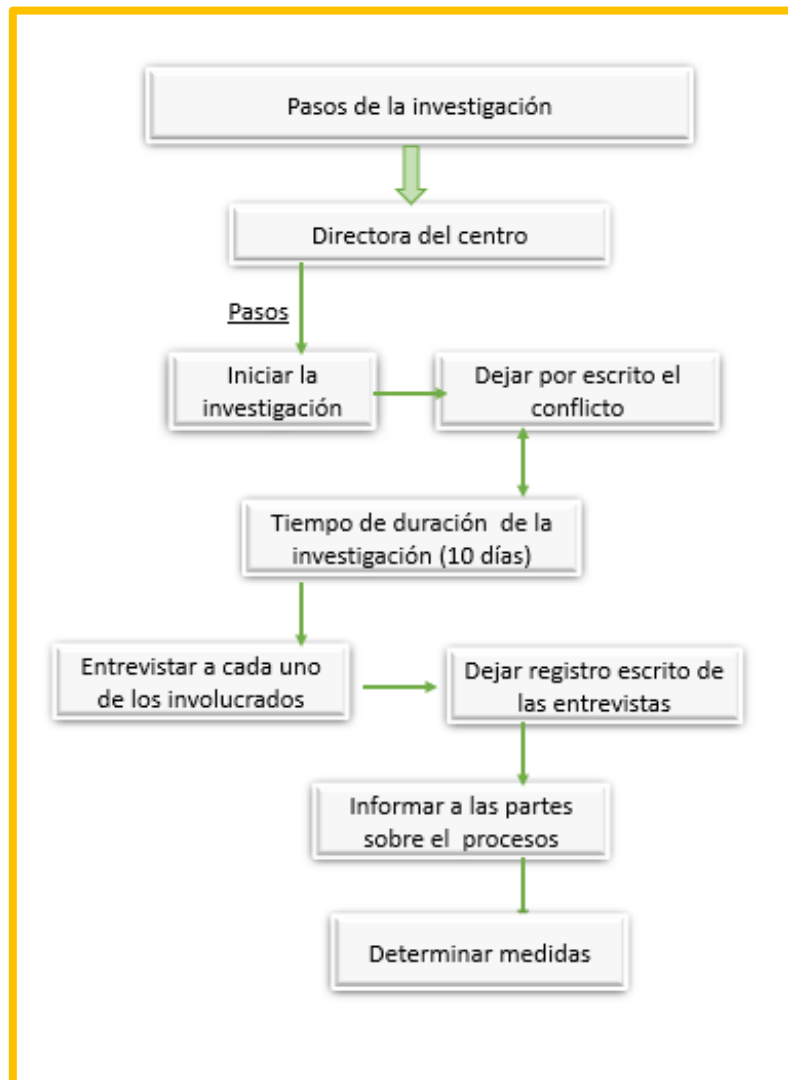 Pasos de la investigación
Directora del centro
Pasos
Iniciar la
investigación
Dejar por escrito el
conflicto
Tiempo de duración de la
investigación (10 días)
Entrevistar a cada uno
de los involucrados
Dejar registro escrito de
las entrevistas
Informar a las partes
sobre el procesos
Determinar medidas